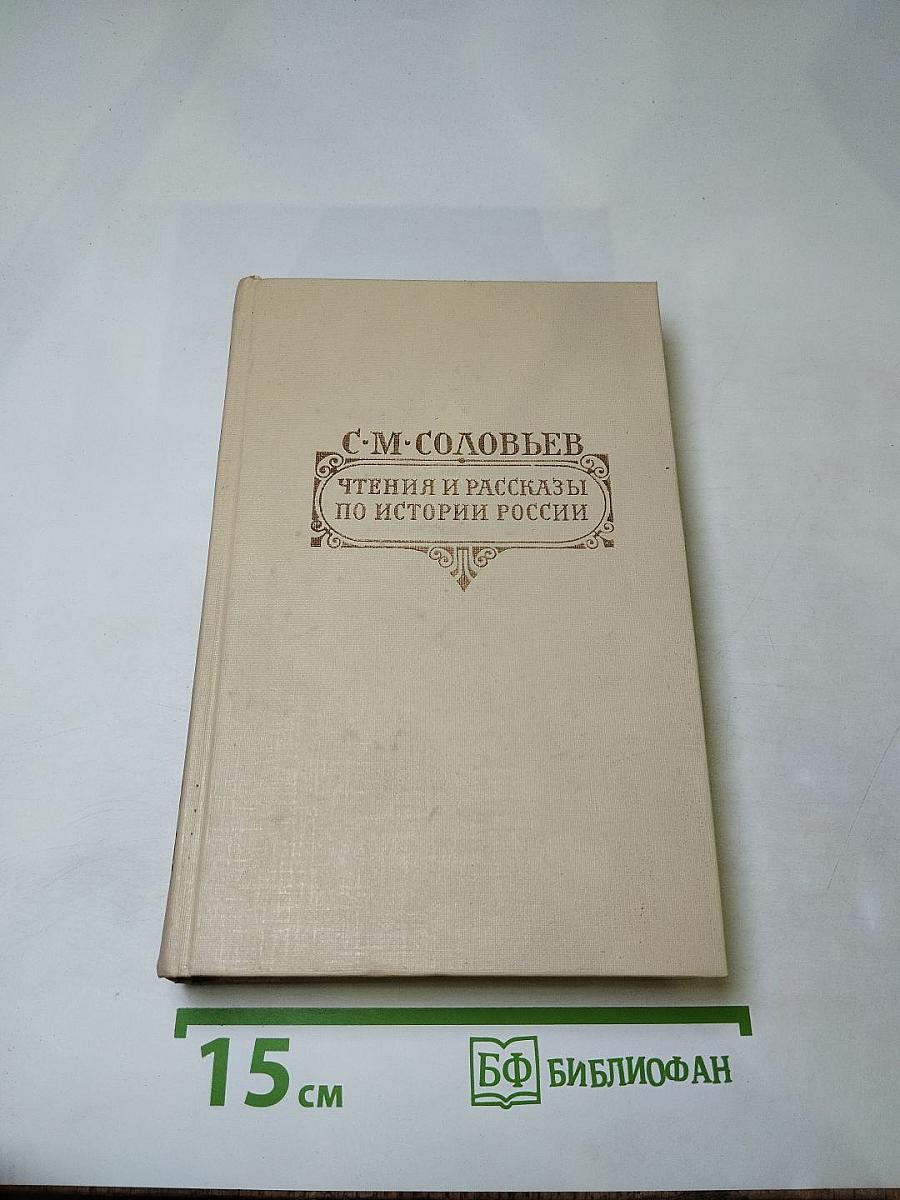 С·М·СОЛОВЬЕВ
ЧТЕНИЯ И РАССКАЗЫ
ПО ИСТОРИИ РОССИИ
15 см
БФ БИБЛИОФАН